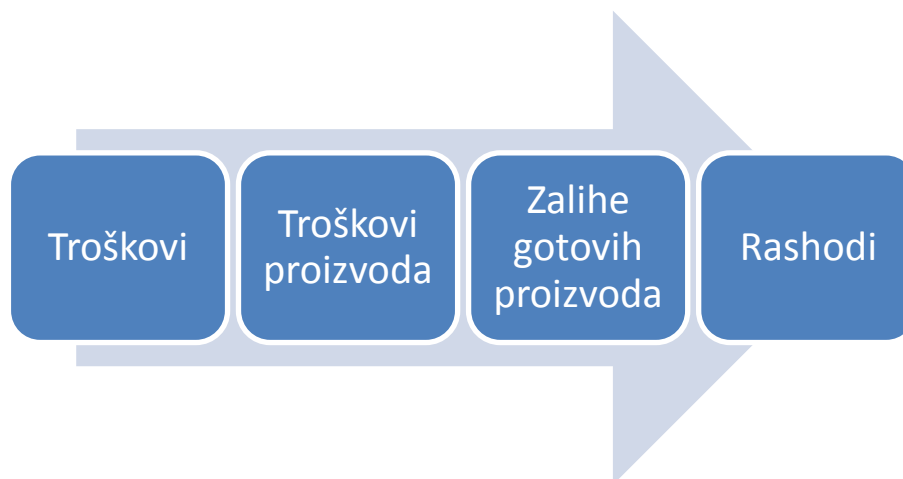 Troškovi
Troškovi
proizvoda
Zalihe
gotovih
proizvoda
Rashodi